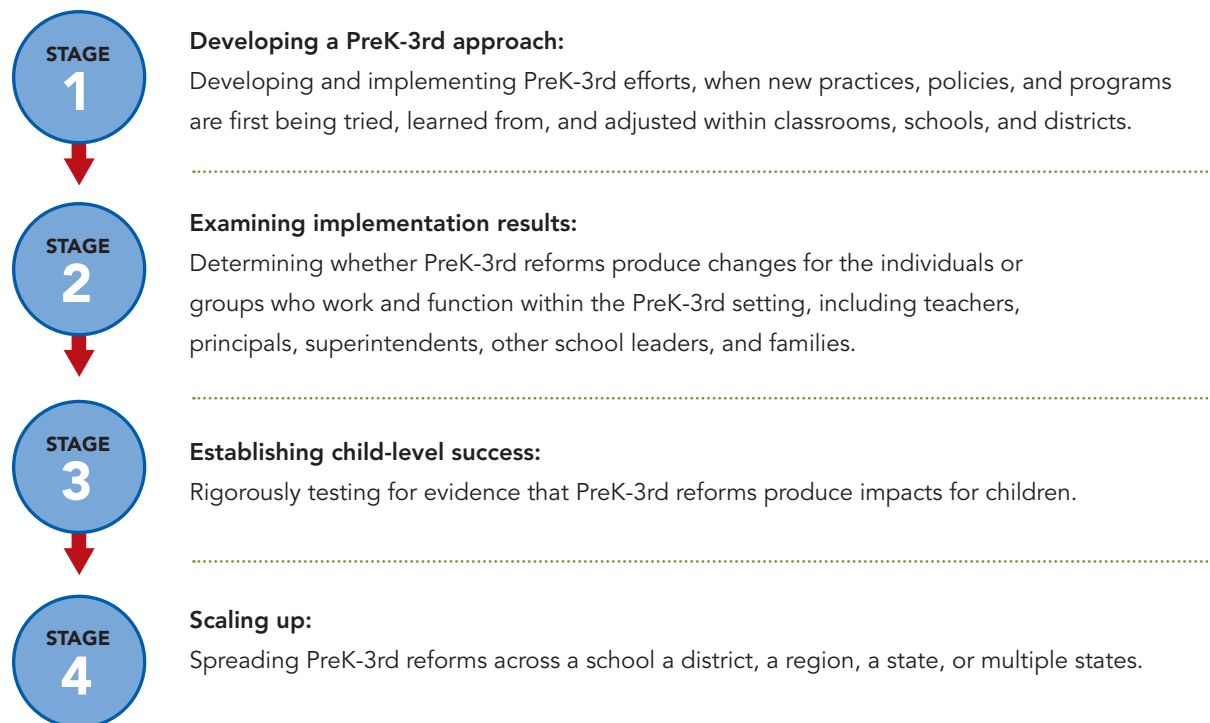 STAGE
1
Developing a PreK-3rd approach:
Developing and implementing PreK-3rd efforts, when new practices, policies, and programs
are first being tried, learned from, and adjusted within classrooms, schools, and districts.
STAGE
2
Examining implementation results:
Determining whether PreK-3rd reforms produce changes for the individuals or
groups who work and function within the PreK-3rd setting, including teachers,
principals, superintendents, other school leaders, and families.
STAGE
3
Establishing child-level success:
Rigorously testing for evidence that PreK-3rd reforms produce impacts for children.
STAGE
4
Scaling up:
Spreading PreK-3rd reforms across a school a district, a region, a state, or multiple states.